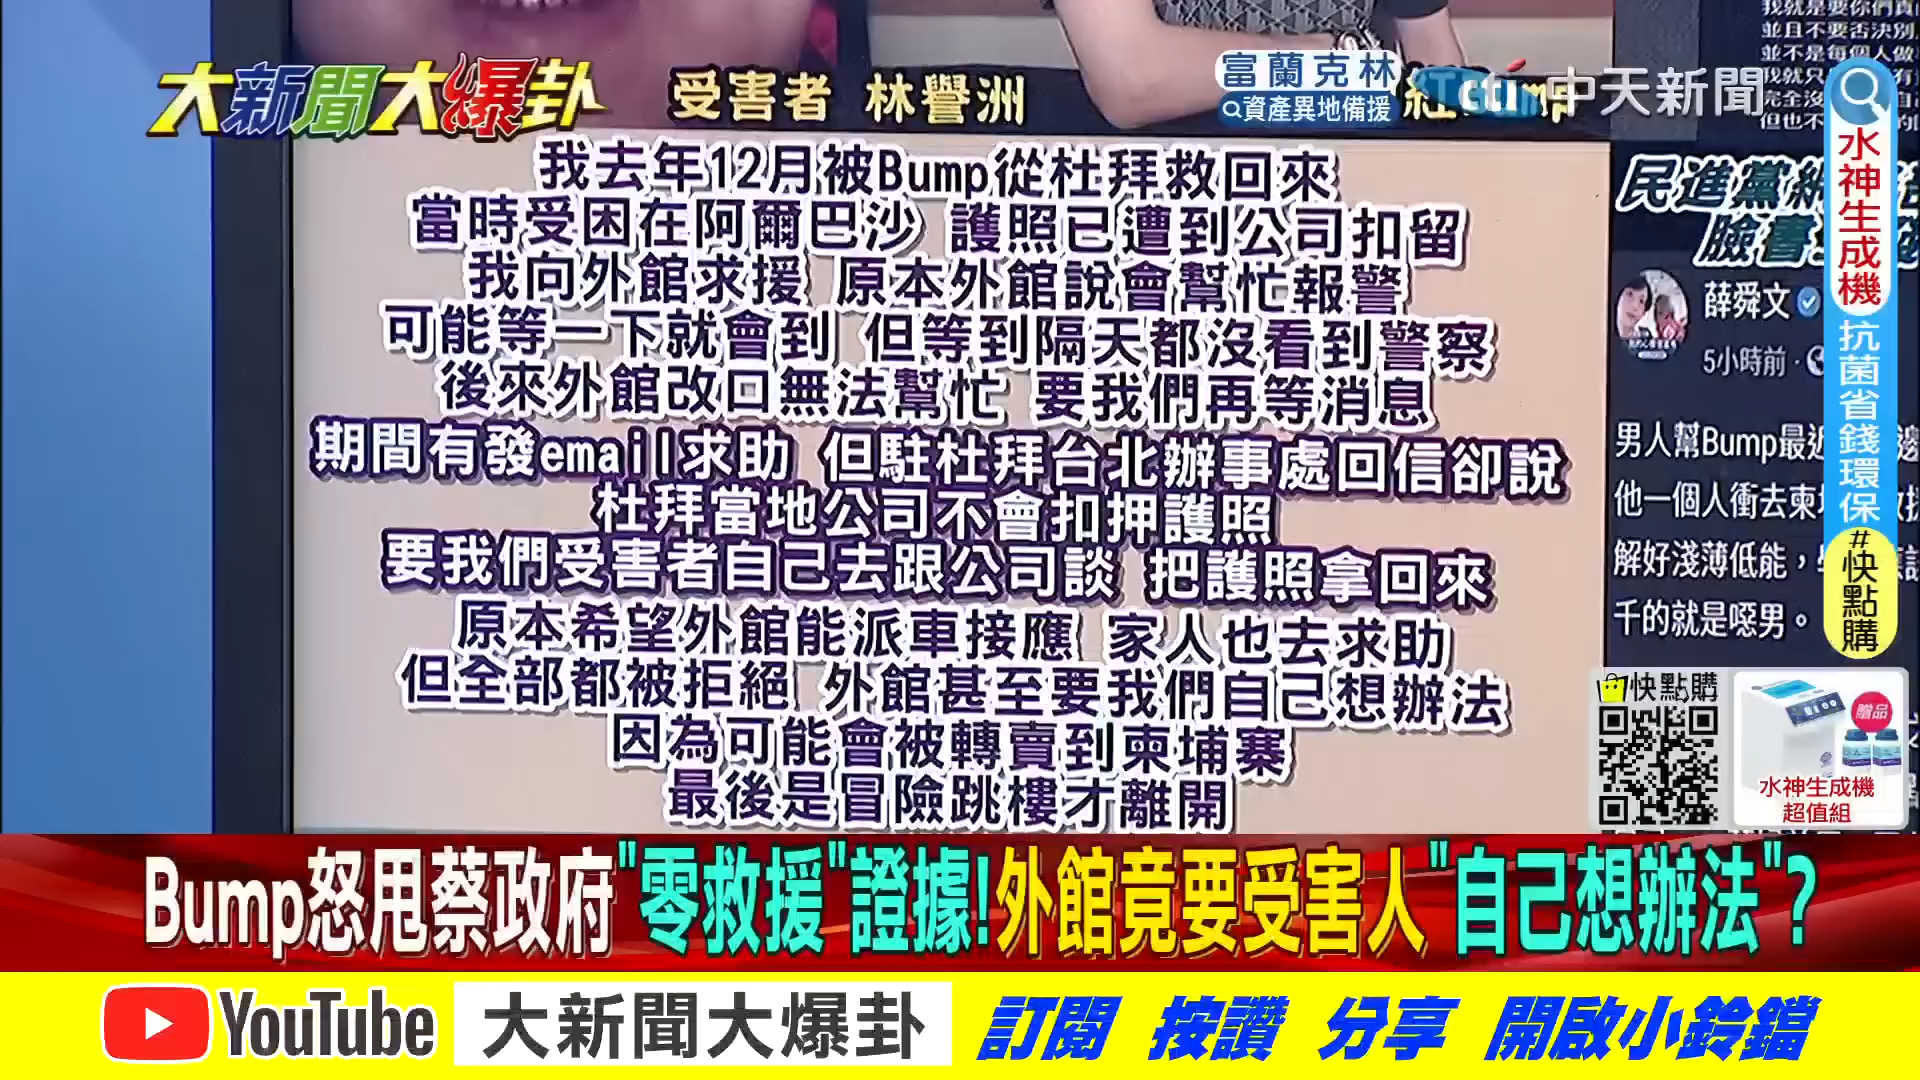 大新聞大爆卦
受害者 林譽洲
富蘭克林
資產異地備援
中天新聞
我去年12月被Bump從杜拜救回來
當時受困在阿爾巴沙 護照已遭到公司扣留
我向外館求援 原本外館說會幫忙報警
可能等一下就會到 但等到隔天都沒看到警察
後來外館改口無法幫忙 要我們再等消息
期間有發email求助 但駐杜拜台北辦事處回信卻說
杜拜當地公司不會扣押護照
要我們受害者自己去跟公司談 把護照拿回來
原本希望外館能派車接應 家人也去求助
但全部都被拒絕 外館甚至要我們自己想辦法
因為可能會被轉賣到柬埔寨
最後是冒險跳樓才離開
並且不要否決別
並不是每個人做
民進黨
臉書
薛舜文
5小時前
男人幫Bump最近
他一個人衝去柬
解好淺薄低能，
千的就是噁男。
水神生成機
抗菌省錢環保
#快點購
快點購
贈品
水神生成機
超值組
Bump怒甩蔡政府"零救援"證據!外館竟要受害人"自己想辦法"?
YouTube 大新聞大爆卦 訂閱 按讚 分享 開啟小鈴鐺